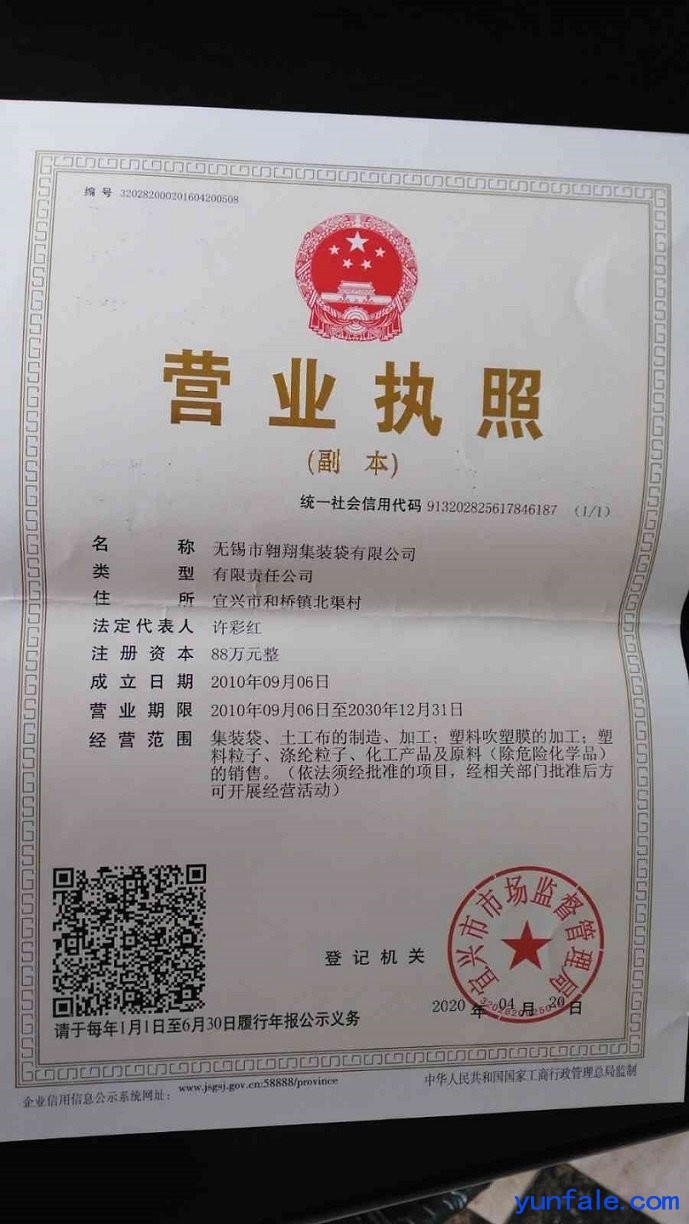 编号 320282000201604200508
营业执照
(副 本)
统一社会信用代码 913202825617846187 (1/1)
名称 无锡市翱翔集装袋有限公司
类型 有限责任公司
住所 宜兴市和桥镇北渠村
法定代表人 许彩红
注册资本 88万元整
成立日期 2010年09月06日
营业期限 2010年09月06日至2030年12月31日
经营范围 集装袋、土工布的制造、加工；塑料吹塑膜的加工；塑
料粒子、涤纶粒子、化工产品及原料（除危险化学品）
的销售。（依法须经批准的项目，经相关部门批准后方
可开展经营活动）
登记机关
宜兴市市场监督管理局
2020年04月20日
请于每年1月1日至6月30日履行年报公示义务
企业信用信息公示系统网址： www.jsgsj.gov.cn:58888/province
中华人民共和国国家工商行政管理总局监制
yunfale.com